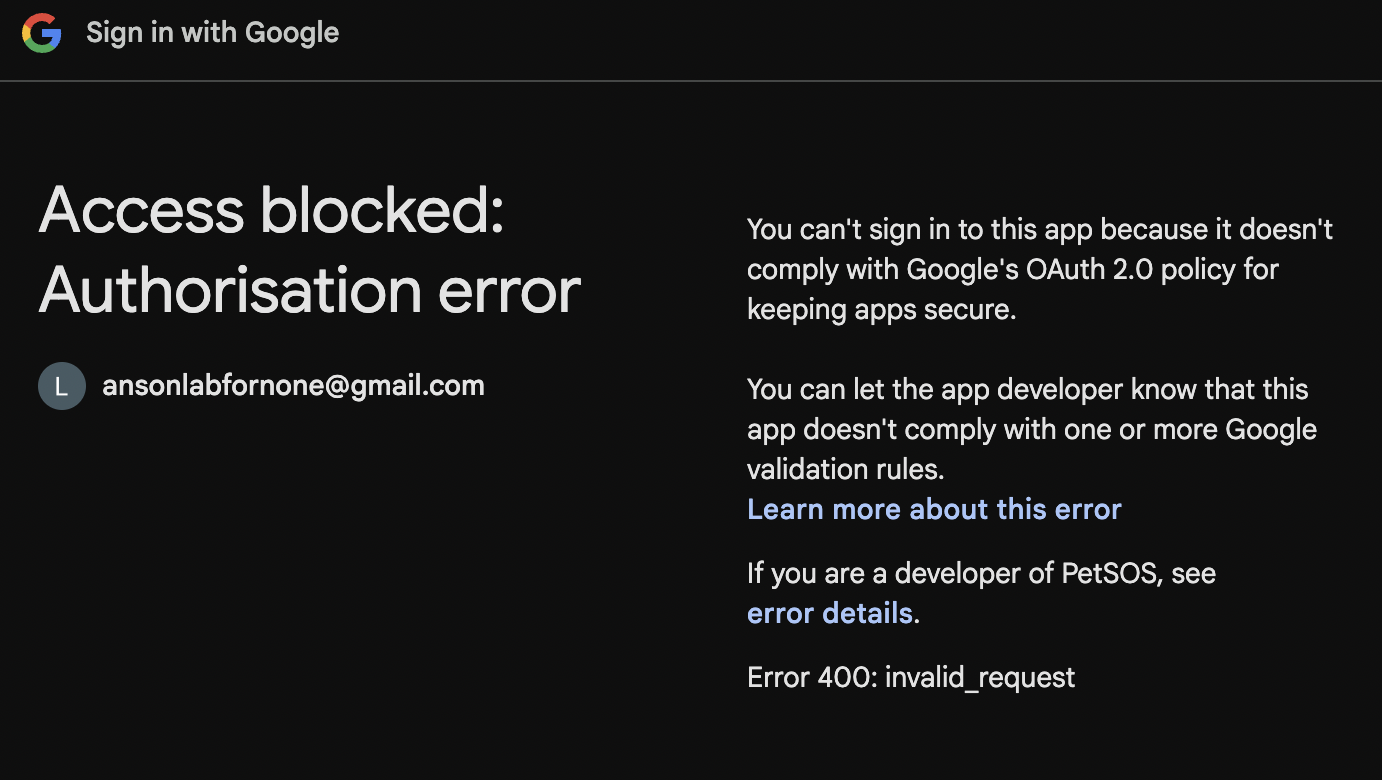 Sign in with Google
Access blocked:
Authorisation error
L
ansonlabfornone@gmail.com
You can't sign in to this app because it doesn't
comply with Google's OAuth 2.0 policy for
keeping apps secure.
You can let the app developer know that this
app doesn't comply with one or more Google
validation rules.
Learn more about this error
If you are a developer of PetSOS, see
error details.
Error 400: invalid_request